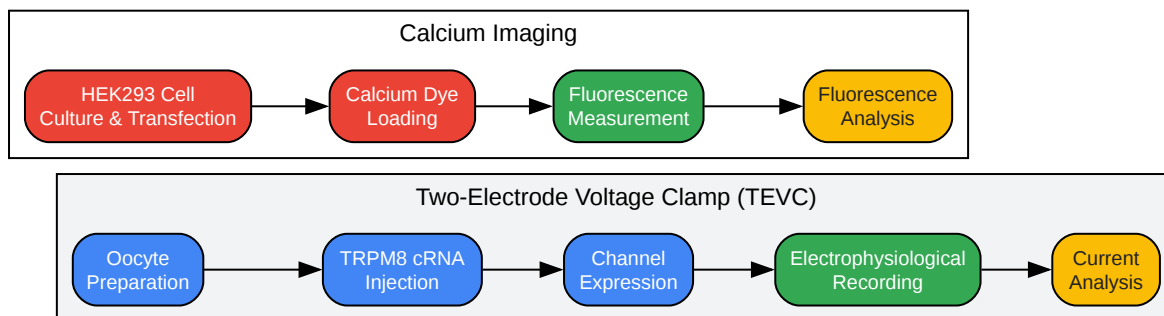 Calcium Imaging
HEK293 Cell
Culture & Transfection
Calcium Dye
Loading
Fluorescence
Measurement
Fluorescence
Analysis
Two-Electrode Voltage Clamp (TEVC)
Oocyte
Preparation
TRPM8 cRNA
Injection
Channel
Expression
Electrophysiological
Recording
Current
Analysis